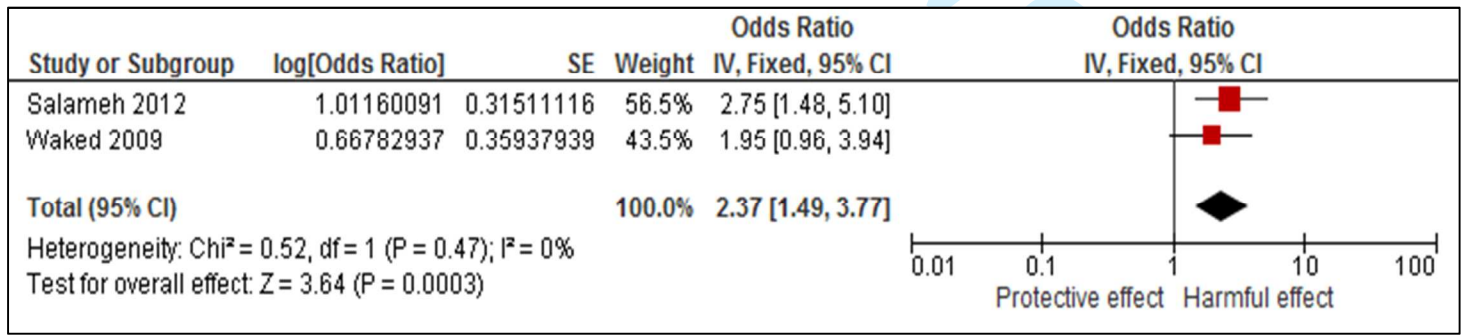 Odds Ratio Odds Ratio
Study or Subgroup log[Odds Ratio] SE Weight IV, Fixed, 95% CI IV, Fixed, 95% CI
Salameh 2012 1.01160091 0.31511116 56.5% 2.75 [1.48, 5.10]
Waked 2009 0.66782937 0.35937939 43.5% 1.95 [0.96, 3.94]
Total (95% CI) 100.0% 2.37 [1.49, 3.77]
Heterogeneity: Chi² = 0.52, df = 1 (P = 0.47); I² = 0%
Test for overall effect: Z = 3.64 (P = 0.0003)
0.01 0.1 1 10 100
Protective effect Harmful effect